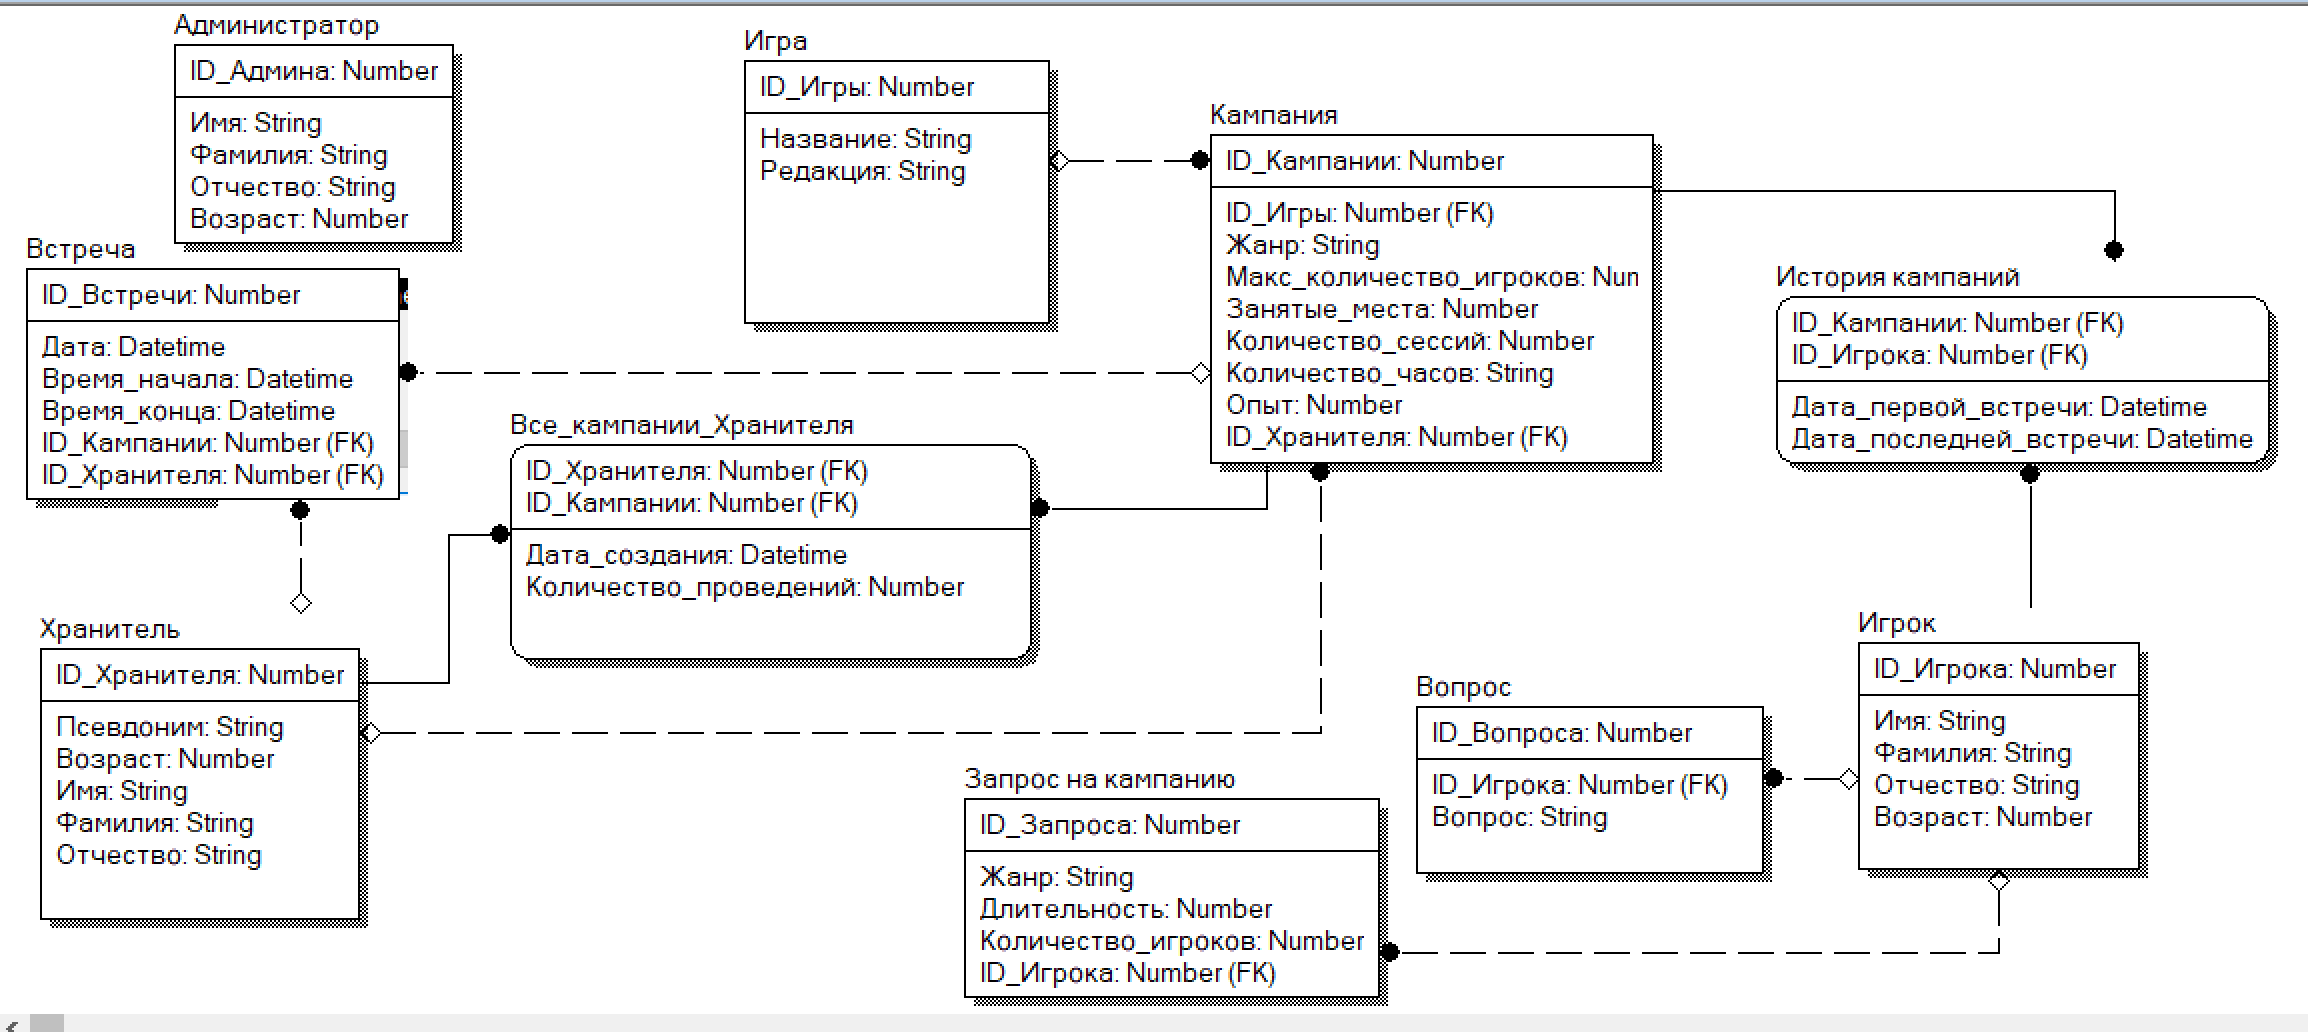 Администратор
ID_Админа: Number
Имя: String
Фамилия: String
Отчество: String
Возраст: Number
Игра
ID_Игры: Number
Название: String
Редакция: String
Кампания
ID_Кампании: Number
ID_Игры: Number (FK)
Жанр: String
Макс_количество_игроков: Nun
Занятые_места: Number
Количество_сессий: Number
Количество_часов: String
Опыт: Number
ID_Хранителя: Number (FK)
История кампаний
ID_Кампании: Number (FK)
ID_Игрока: Number (FK)
Дата_первой_встречи: Datetime
Дата_последней_встречи: Datetime
Встреча
ID_Встречи: Number
Дата: Datetime
Время_начала: Datetime
Время_конца: Datetime
ID_Кампании: Number (FK)
ID_Хранителя: Number (FK)
Все_кампании_Хранителя
ID_Хранителя: Number (FK)
ID_Кампании: Number (FK)
Дата_создания: Datetime
Количество_проведений: Number
Хранитель
ID_Хранителя: Number
Псевдоним: String
Возраст: Number
Имя: String
Фамилия: String
Отчество: String
Запрос на кампанию
ID_Запроса: Number
Жанр: String
Длительность: Number
Количество_игроков: Number
ID_Игрока: Number (FK)
Вопрос
ID_Вопроса: Number
ID_Игрока: Number (FK)
Вопрос: String
Игрок
ID_Игрока: Number
Имя: String
Фамилия: String
Отчество: String
Возраст: Number